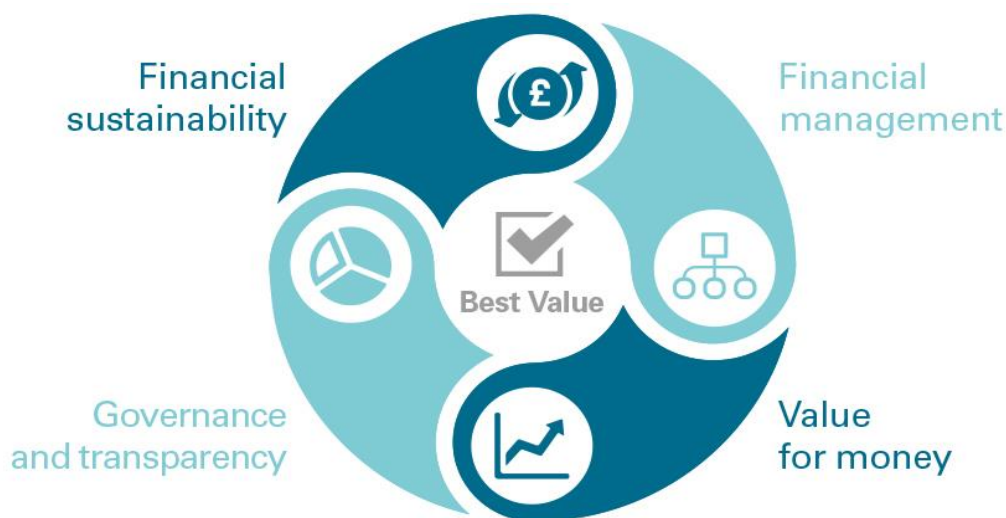 Financial
sustainability
Financial
management
£
Best Value
Governance
and transparency
Value
for money